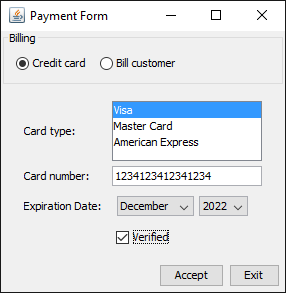 Payment Form
Billing
Credit card Bill customer
Visa
Card type: Master Card
American Express
Card number: 1234123412341234
Expiration Date: December 2022
Verified
Accept Exit